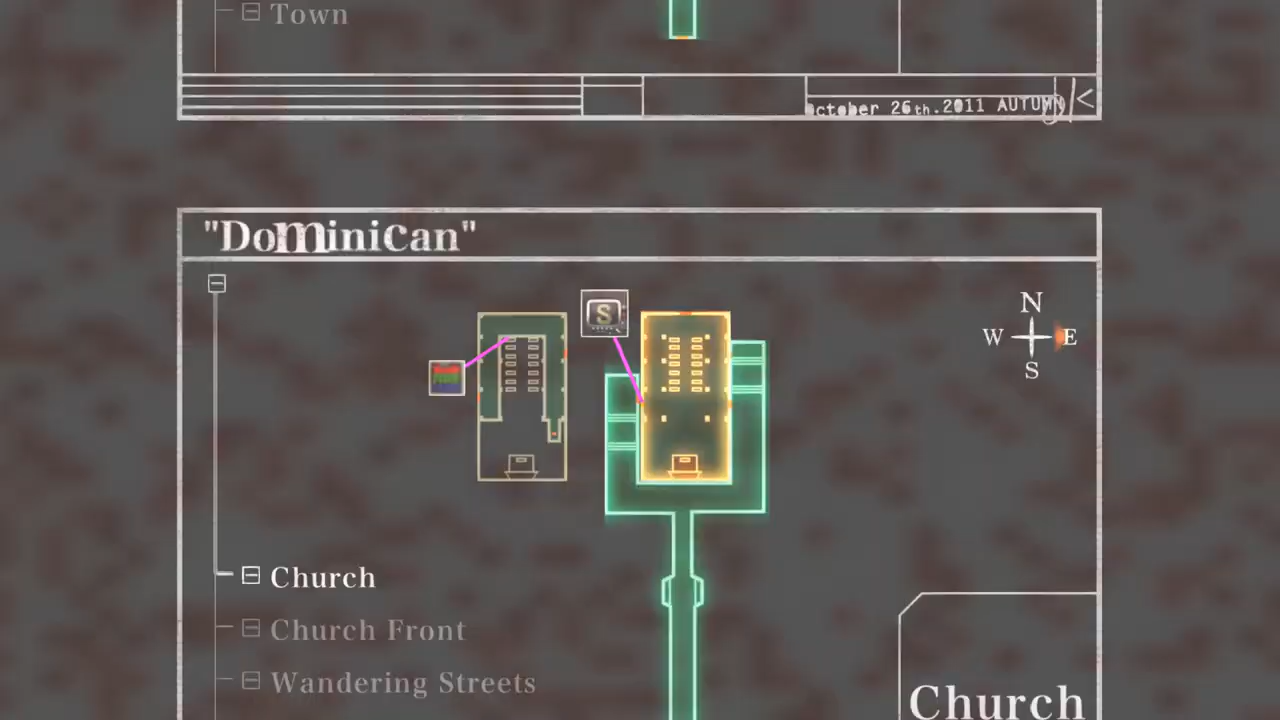 Town
October 26th.2011 AUTUMN
"Dominican"
S
N
W E
S
Church
Church Front
Wandering Streets
Church